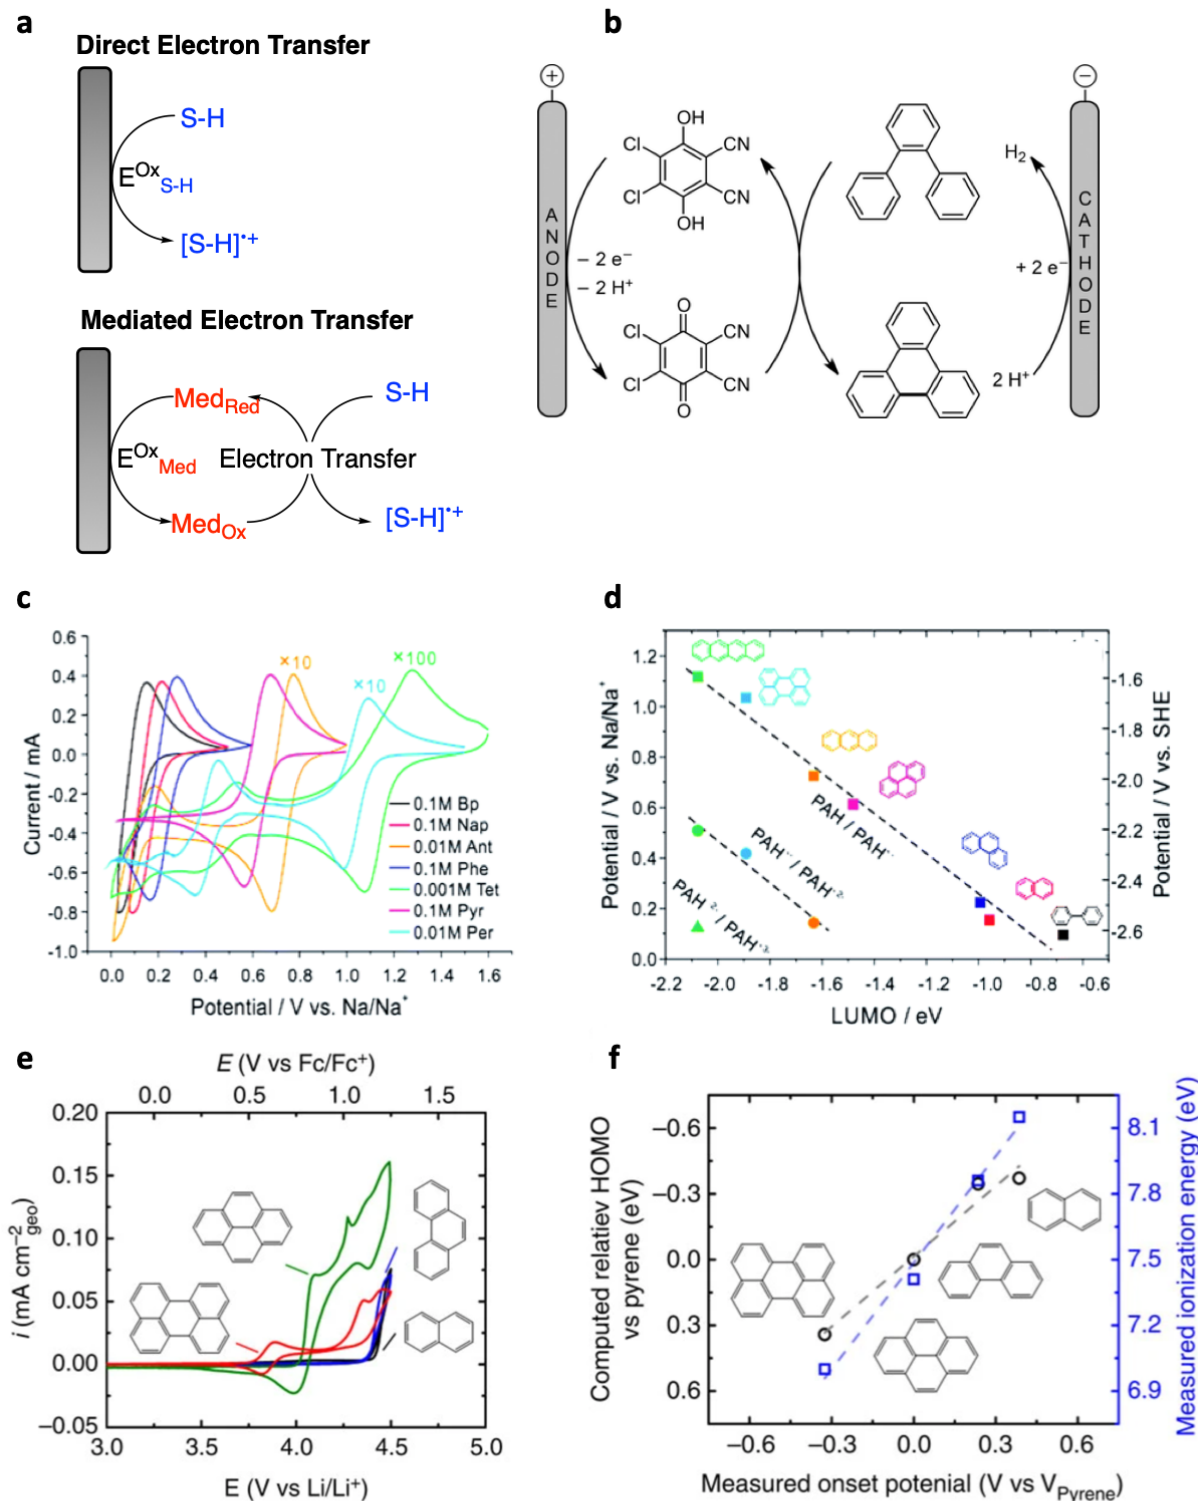 a
Direct Electron Transfer
S-H
E^Ox_S-H
[S-H]•+
Mediated Electron Transfer
Med_Red
S-H
E^Ox_Med
Electron Transfer
Med_Ox
[S-H]•+
b
+
−
ANODE
CATHODE
OH
Cl
CN
Cl
CN
OH
− 2 e⁻
− 2 H⁺
O
Cl
CN
Cl
CN
O
H₂
+ 2 e⁻
2 H⁺
c
×100
×10
×10
0.6
0.4
0.2
0.0
-0.2
-0.4
-0.6
-0.8
-1.0
Current / mA
0.1M Bp
0.1M Nap
0.01M Ant
0.1M Phe
0.001M Tet
0.1M Pyr
0.01M Per
0.0 0.2 0.4 0.6 0.8 1.0 1.2 1.4 1.6
Potential / V vs. Na/Na⁺
d
Potential / V vs. Na/Na⁺
1.2
1.0
0.8
0.6
0.4
0.2
0.0
PAH / PAH•⁻
PAH•⁻ / PAH•²⁻
PAH•²⁻ / PAH•³⁻
-1.6
-1.8
-2.0
-2.2
-2.4
-2.6
Potential / V vs. SHE
-2.2 -2.0 -1.8 -1.6 -1.4 -1.2 -1.0 -0.8 -0.6
LUMO / eV
e
E (V vs Fc/Fc⁺)
0.0 0.5 1.0 1.5
0.20
0.15
0.10
0.05
0.00
−0.05
i (mA cm⁻²_geo)
3.0 3.5 4.0 4.5 5.0
E (V vs Li/Li⁺)
f
Computed relatiev HOMO
vs pyrene (eV)
−0.6
−0.3
0.0
0.3
0.6
8.1
7.8
7.5
7.2
6.9
Measured ionization energy (eV)
−0.6 −0.3 0.0 0.3 0.6
Measured onset potenial (V vs V_Pyrene)